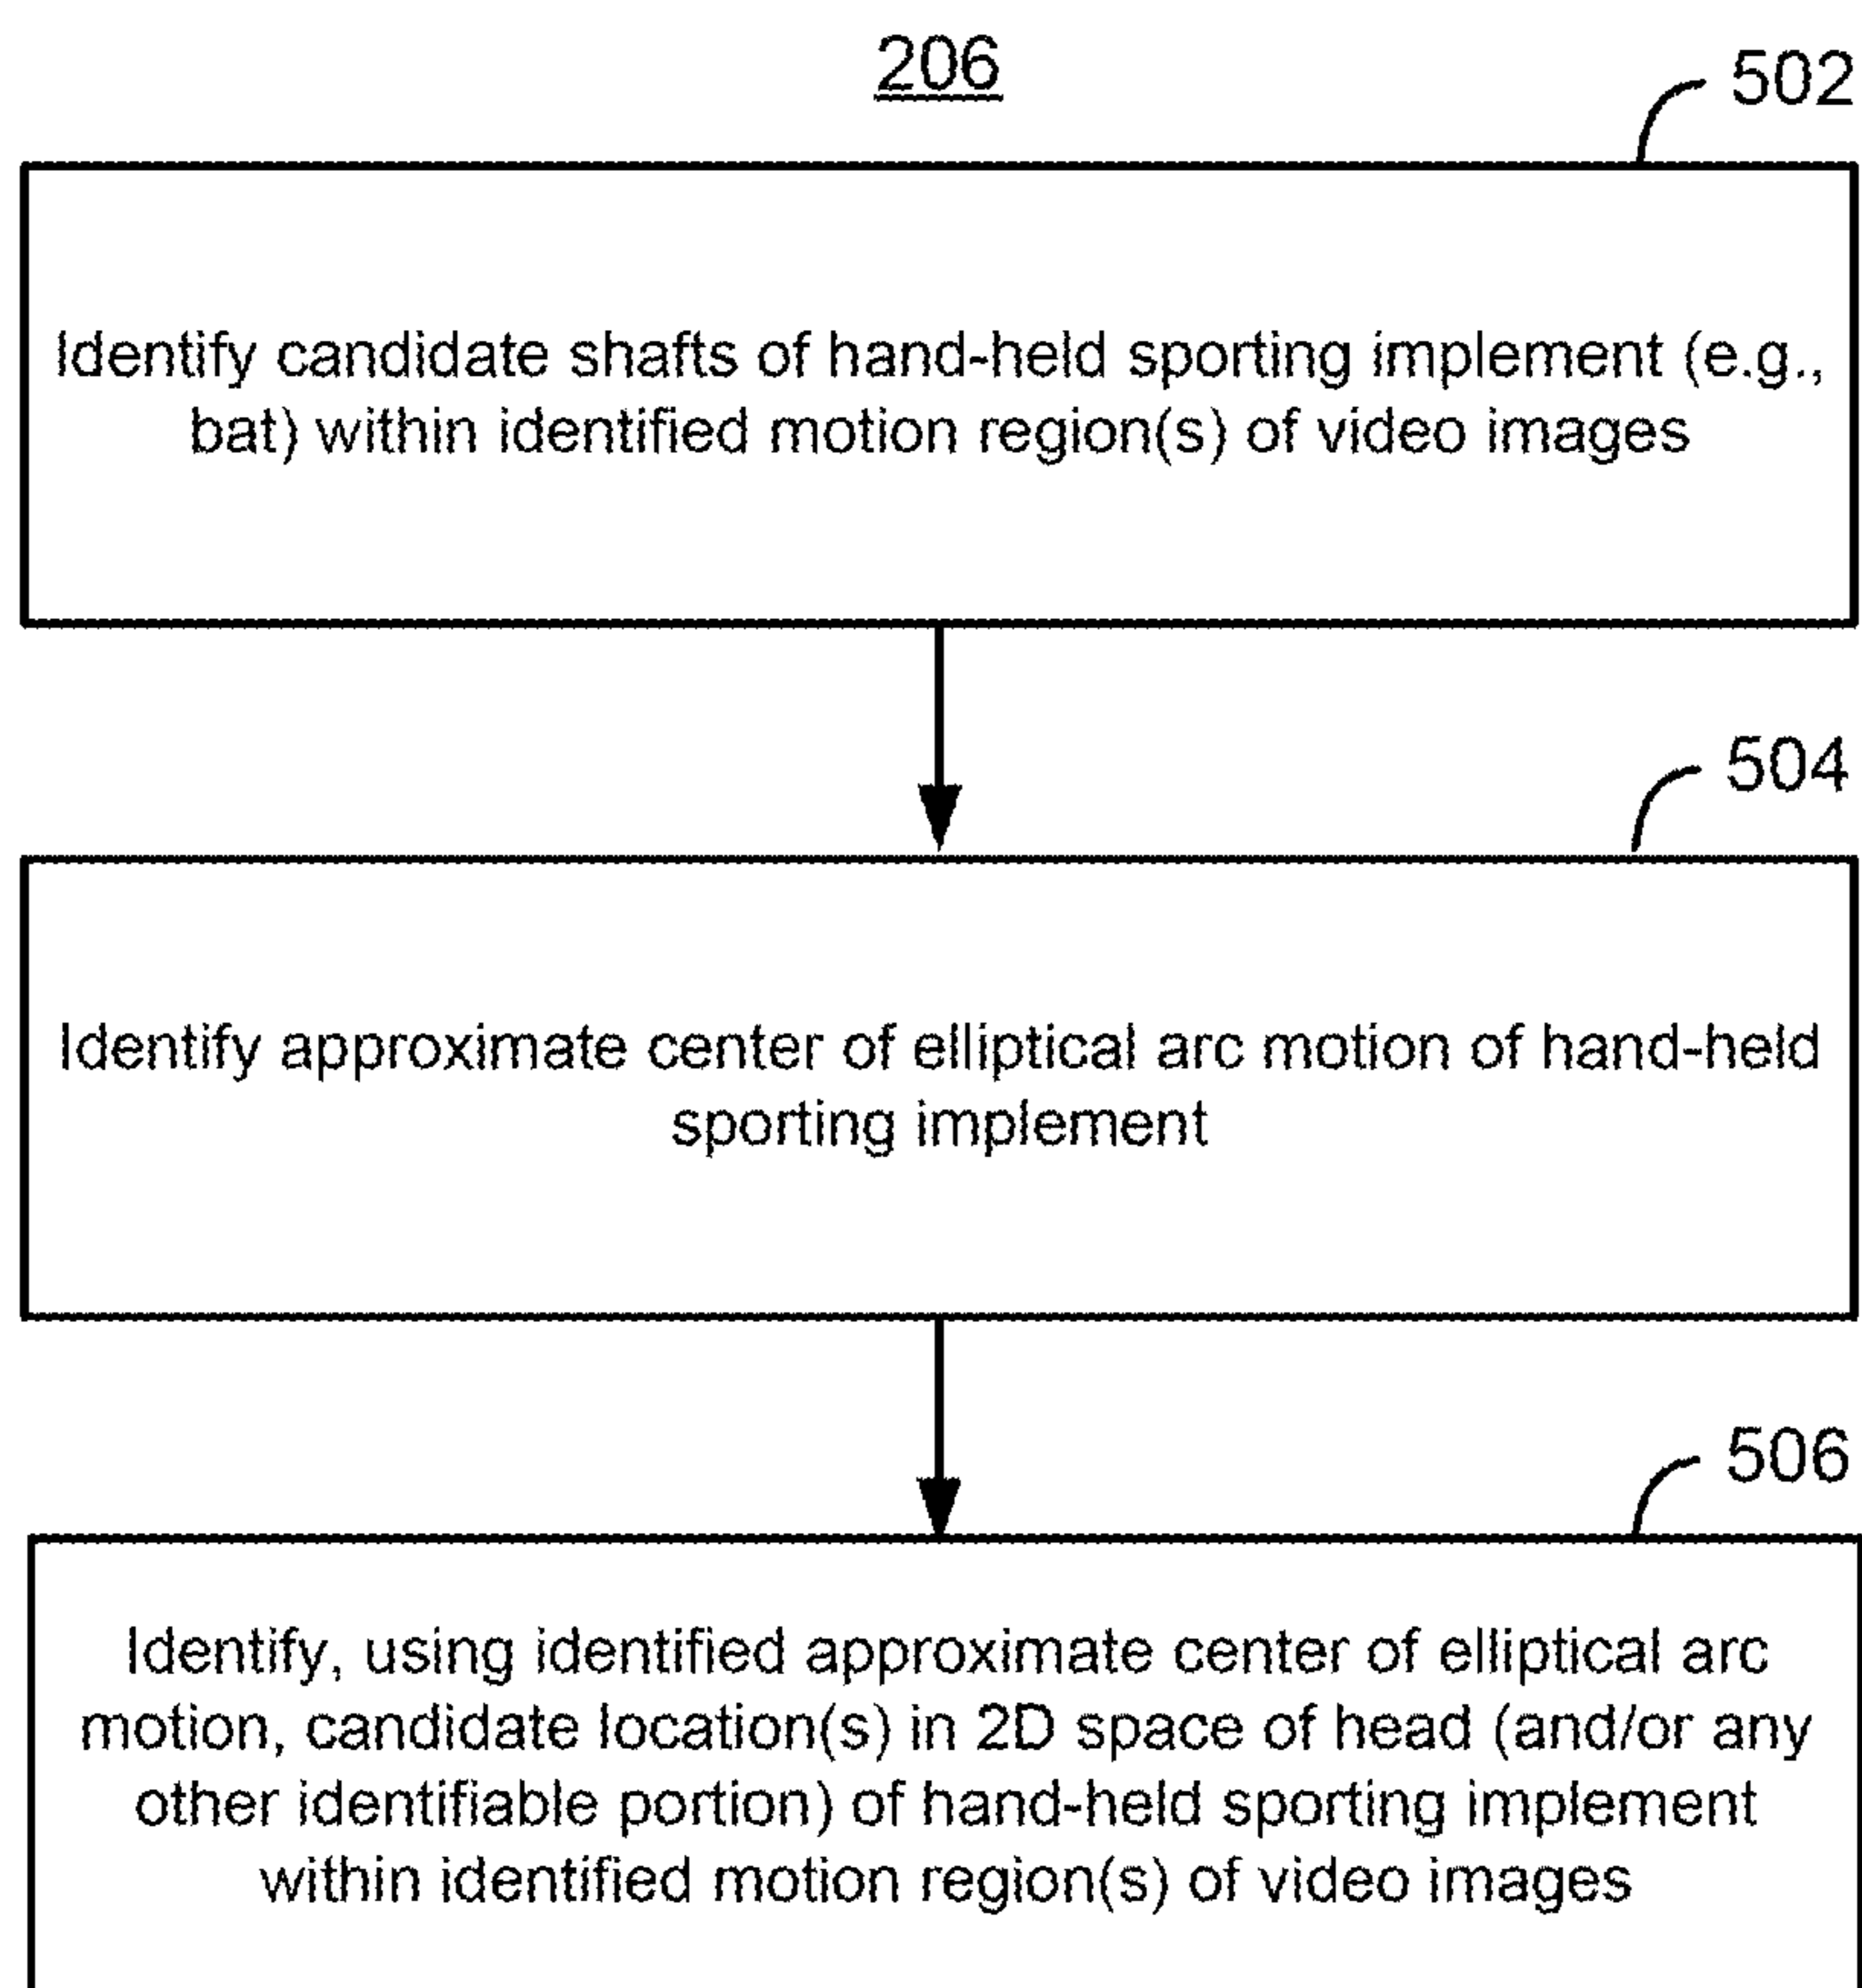 206
502
Identify candidate shafts of hand-held sporting implement (e.g.,
bat) within identified motion region(s) of video images
504
Identify approximate center of elliptical arc motion of hand-held
sporting implement
506
Identify, using identified approximate center of elliptical arc
motion, candidate location(s) in 2D space of head (and/or any
other identifiable portion) of hand-held sporting implement
within identified motion region(s) of video images